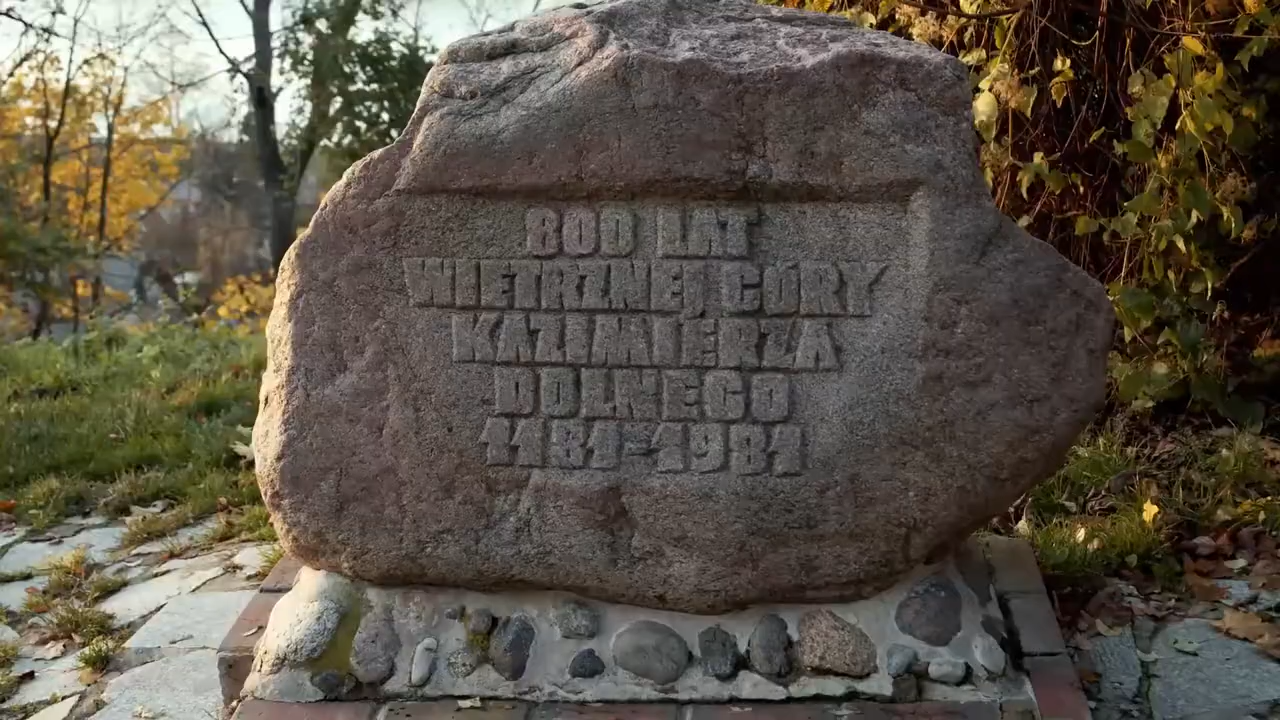 800 LAT
WIETRZNEJ GÓRY
KAZIMIERZA
DOLNEGO
1181-1981